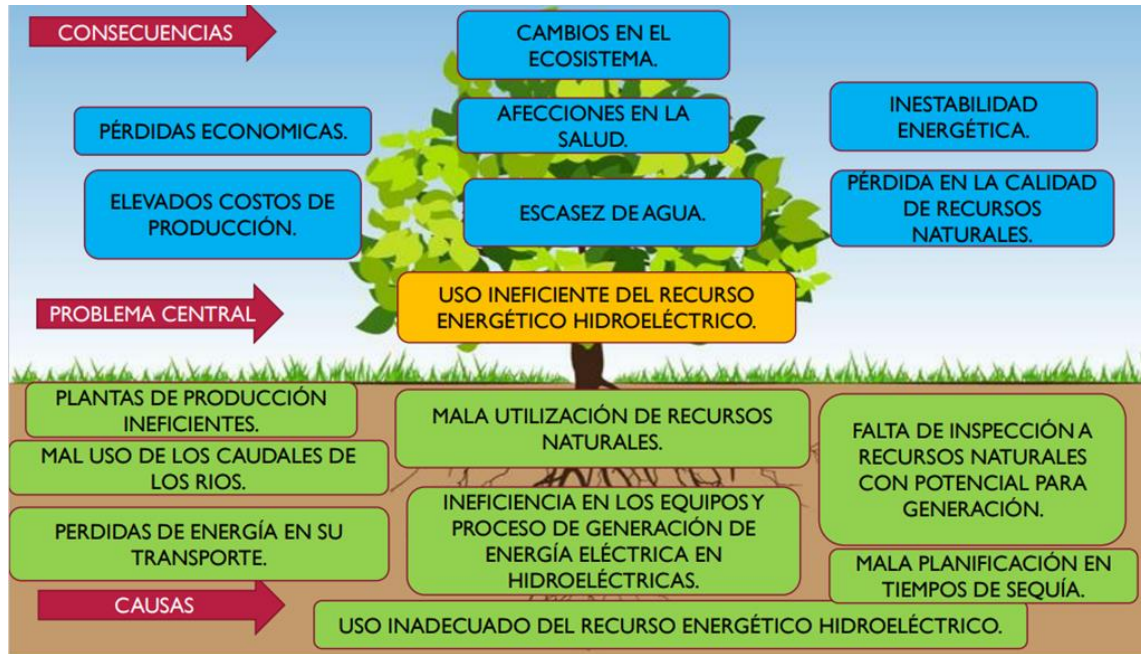 CONSECUENCIAS
CAMBIOS EN EL
ECOSISTEMA.
PÉRDIDAS ECONOMICAS.
AFECCIONES EN LA
SALUD.
INESTABILIDAD
ENERGÉTICA.
ELEVADOS COSTOS DE
PRODUCCIÓN.
ESCASEZ DE AGUA.
PÉRDIDA EN LA CALIDAD
DE RECURSOS
NATURALES.
PROBLEMA CENTRAL
USO INEFICIENTE DEL RECURSO
ENERGÉTICO HIDROELÉCTRICO.
PLANTAS DE PRODUCCIÓN
INEFICIENTES.
MALA UTILIZACIÓN DE RECURSOS
NATURALES.
FALTA DE INSPECCIÓN A
RECURSOS NATURALES
CON POTENCIAL PARA
GENERACIÓN.
MAL USO DE LOS CAUDALES DE
LOS RIOS.
INEFICIENCIA EN LOS EQUIPOS Y
PROCESO DE GENERACIÓN DE
ENERGÍA ELÉCTRICA EN
HIDROELÉCTRICAS.
PERDIDAS DE ENERGÍA EN SU
TRANSPORTE.
MALA PLANIFICACIÓN EN
TIEMPOS DE SEQUÍA.
CAUSAS
USO INADECUADO DEL RECURSO ENERGÉTICO HIDROELÉCTRICO.